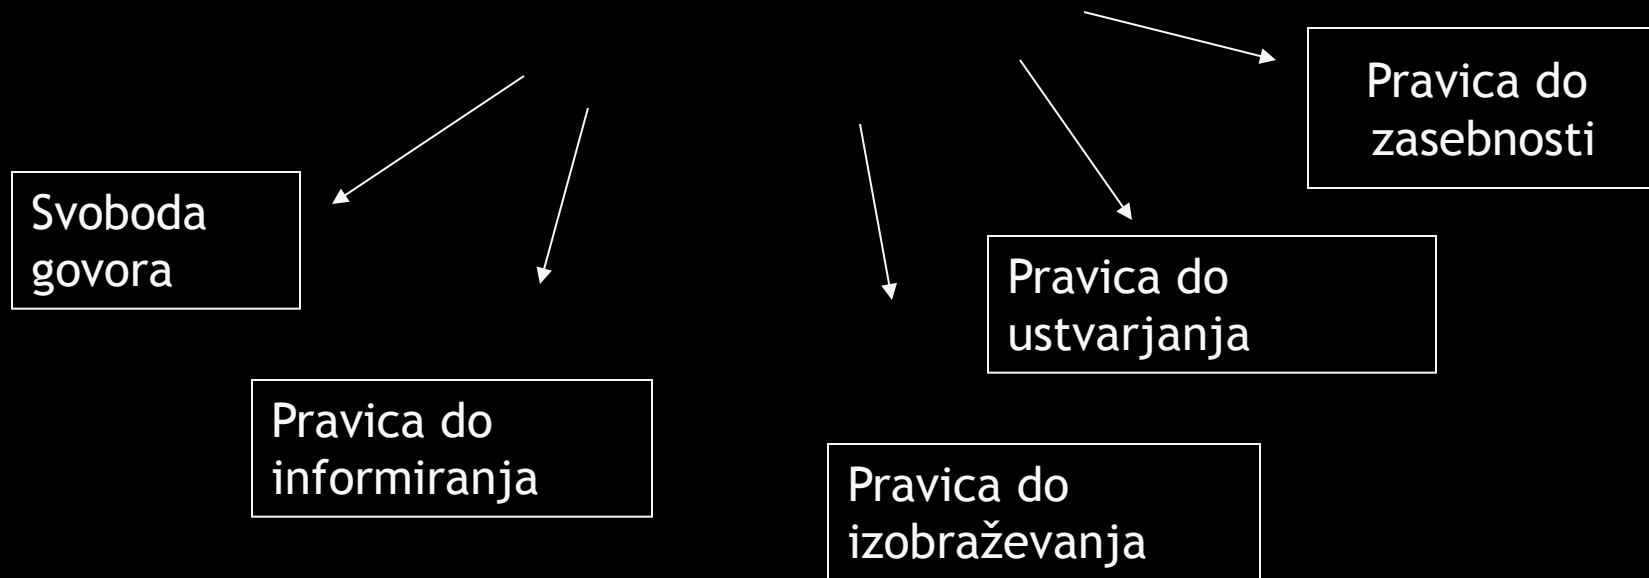 Pravica do
zasebnosti
Svoboda
govora
Pravica do
ustvarjanja
Pravica do
informiranja
Pravica do
izobraževanja